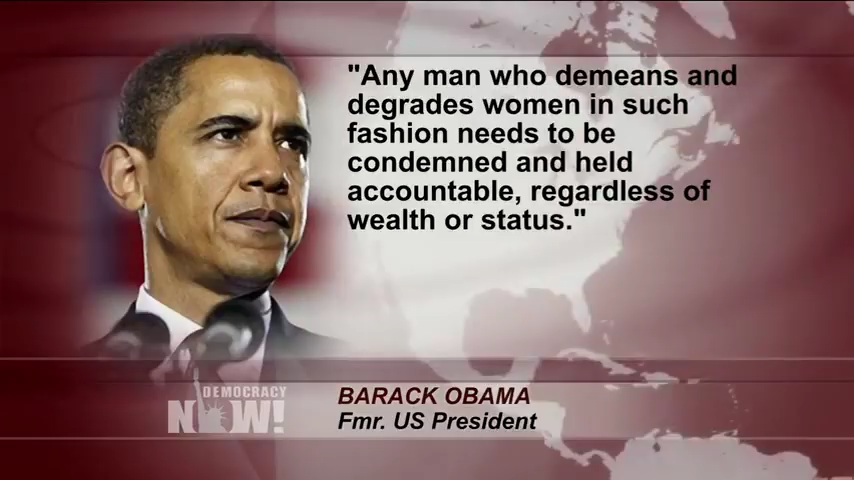 "Any man who demeans and
degrades women in such
fashion needs to be
condemned and held
accountable, regardless of
wealth or status."
DEMOCRACY
NOW!
BARACK OBAMA
Fmr. US President